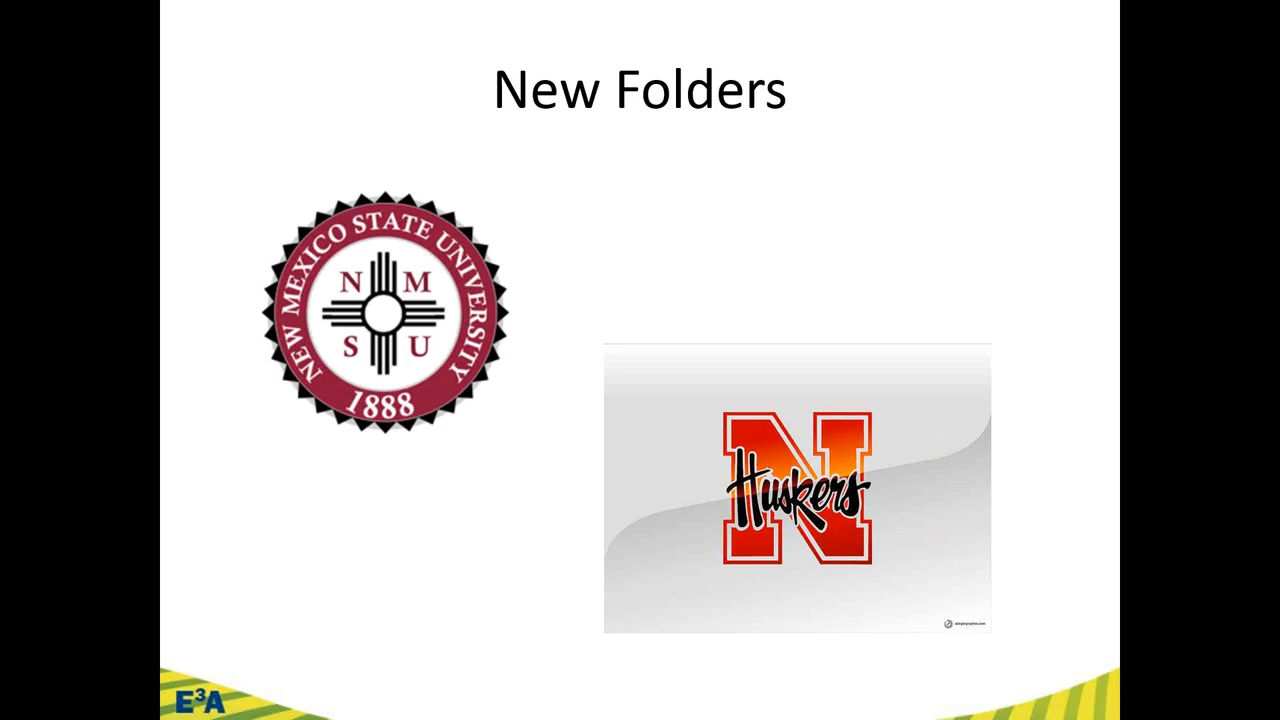 New Folders
NEW MEXICO STATE UNIVERSITY
N M
S U
1888
N
Huskers
E³A